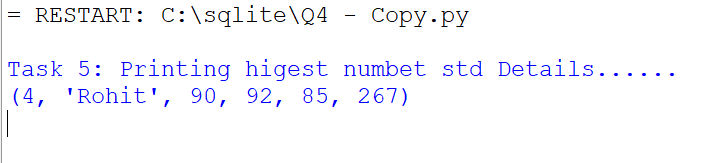 = RESTART: C:\sqlite\Q4 - Copy.py
Task 5: Printing higest numbet std Details......
(4, 'Rohit', 90, 92, 85, 267)